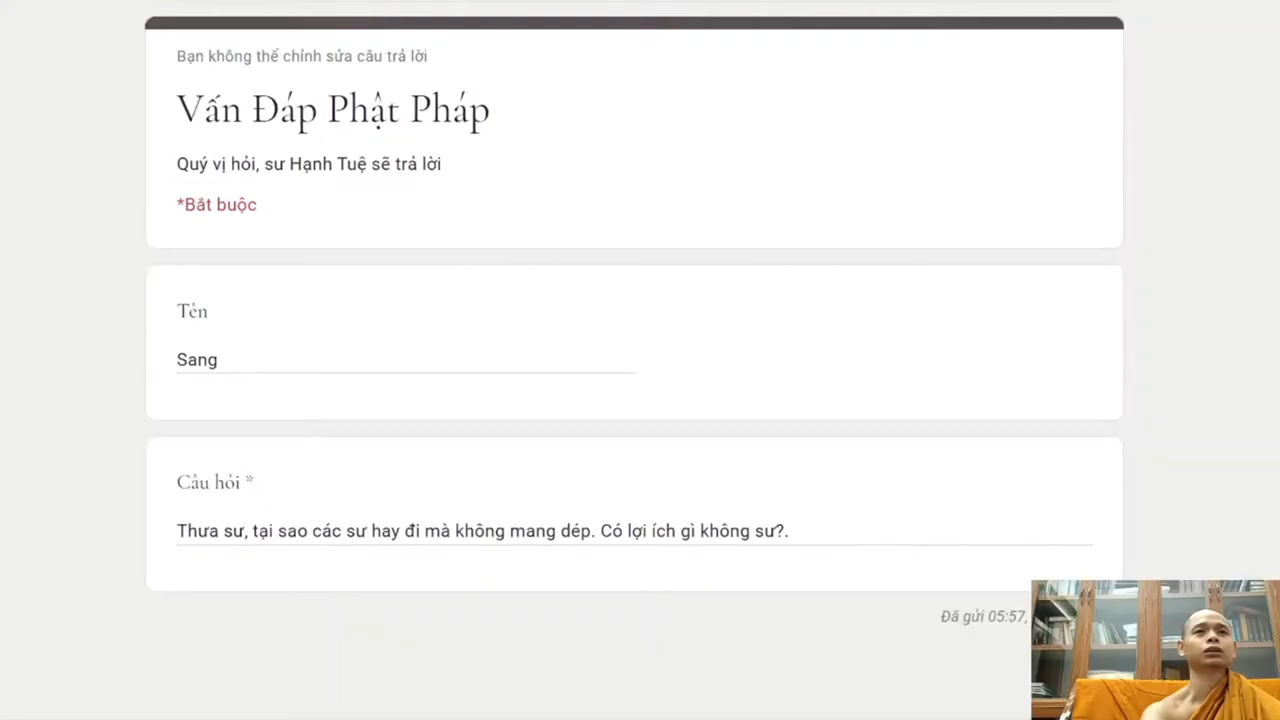 Bạn không thể chỉnh sửa câu trả lời
Vấn Đáp Phật Pháp
Quý vị hỏi, sư Hạnh Tuệ sẽ trả lời
*Bắt buộc
Tên
Sang
Câu hỏi *
Thưa sư, tại sao các sư hay đi mà không mang dép. Có lợi ích gì không sư?.
Đã gửi 05:57,